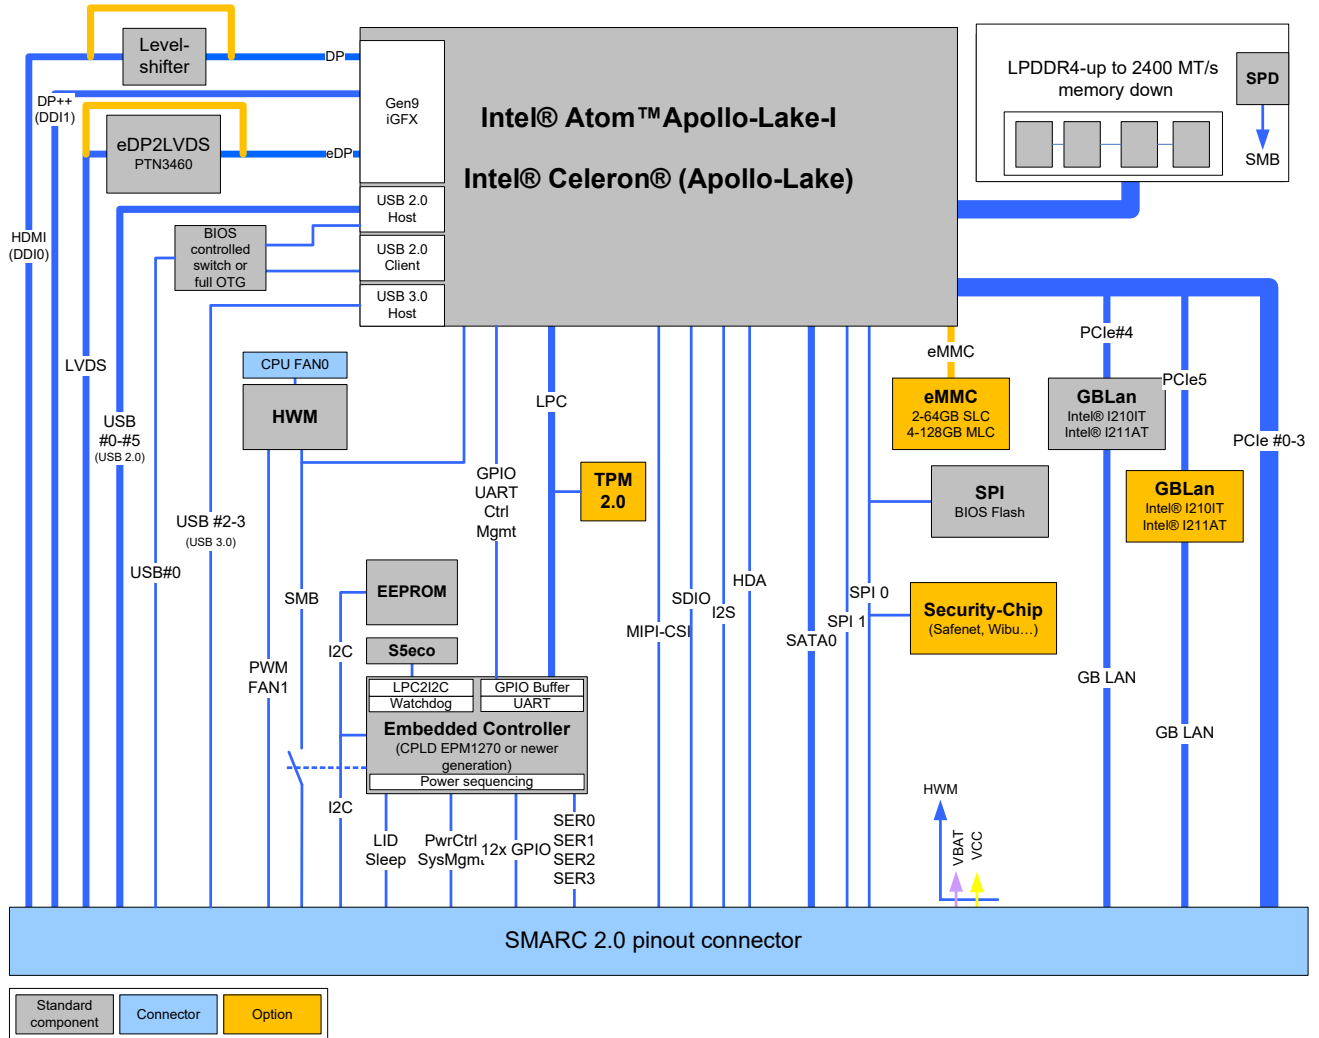 Level-
shifter
DP
DP++
(DDI1)
eDP2LVDS
PTN3460
eDP
Gen9
iGFX
Intel® Atom™Apollo-Lake-I
Intel® Celeron® (Apollo-Lake)
LPDDR4-up to 2400 MT/s
memory down
SPD
SMB
USB 2.0
Host
USB 2.0
Client
USB 3.0
Host
BIOS
controlled
switch or
full OTG
HDMI
(DDI0)
LVDS
USB
#0-#5
(USB 2.0)
CPU FAN0
HWM
USB #2-3
(USB 3.0)
USB#0
LPC
GPIO
UART
Ctrl
Mgmt
TPM
2.0
eMMC
eMMC
2-64GB SLC
4-128GB MLC
PCIe#4
GBLan
Intel® I210IT
Intel® I211AT
PCIe5
PCIe #0-3
SPI
BIOS Flash
GBLan
Intel® I210IT
Intel® I211AT
EEPROM
SMB
I2C
S5eco
PWM
FAN1
LPC2I2C
Watchdog
GPIO Buffer
UART
Embedded Controller
(CPLD EPM1270 or newer
generation)
Power sequencing
MIPI-CSI
SDIO
I2S
HDA
SATA0
SPI 1
SPI 0
Security-Chip
(Safenet, Wibu…)
GB LAN
GB LAN
I2C
LID
Sleep
PwrCtrl
SysMgmt
12x GPIO
SER0
SER1
SER2
SER3
HWM
VBAT
VCC
SMARC 2.0 pinout connector
Standard
component
Connector
Option